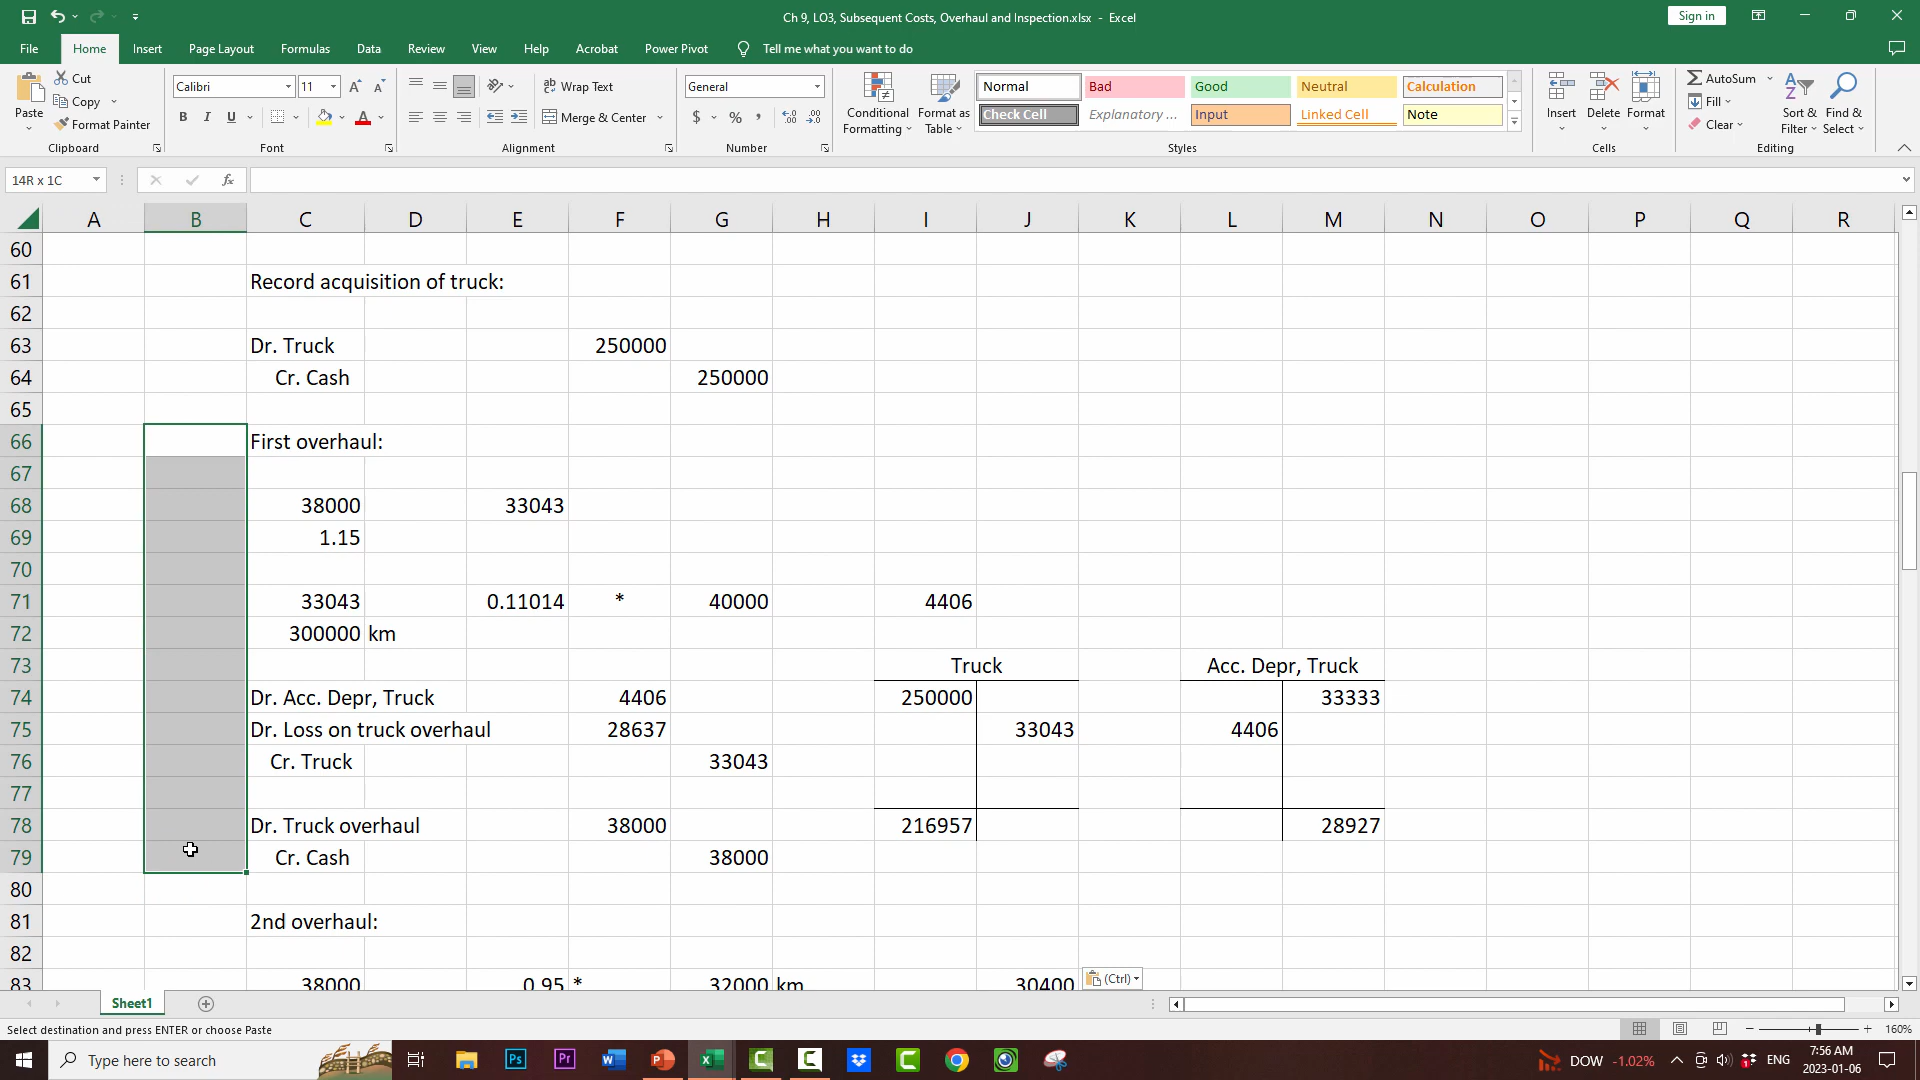 Ch 9, LO3, Subsequent Costs, Overhaul and Inspection.xlsx - Excel
Sign in
File Home Insert Page Layout Formulas Data Review View Help Acrobat Power Pivot Tell me what you want to do
Paste
Cut
Copy
Format Painter
Calibri 11
B I U
Wrap Text
Merge & Center
General
$ % ,
Conditional Formatting
Format as Table
Normal Bad Good Neutral Calculation
Check Cell Explanatory ... Input Linked Cell Note
Insert Delete Format
AutoSum
Fill
Clear
Sort & Filter
Find & Select
Clipboard Font Alignment Number Styles Cells Editing
14R x 1C
fx
A B C D E F G H I J K L M N O P Q R
60
61 Record acquisition of truck:
62
63 Dr. Truck 250000
64 Cr. Cash 250000
65
66 First overhaul:
67
68 38000 33043
69 1.15
70
71 33043 0.11014 * 40000 4406
72 300000 km
73 Truck Acc. Depr, Truck
74 Dr. Acc. Depr, Truck 4406 250000 33333
75 Dr. Loss on truck overhaul 28637 33043 4406
76 Cr. Truck 33043
77
78 Dr. Truck overhaul 38000 216957 28927
79 Cr. Cash 38000
80
81 2nd overhaul:
82
83 38000 0.95 * 32000 km 30400
(Ctrl)
Sheet1
Select destination and press ENTER or choose Paste
160%
Type here to search
DOW -1.02%
ENG
7:56 AM
2023-01-06